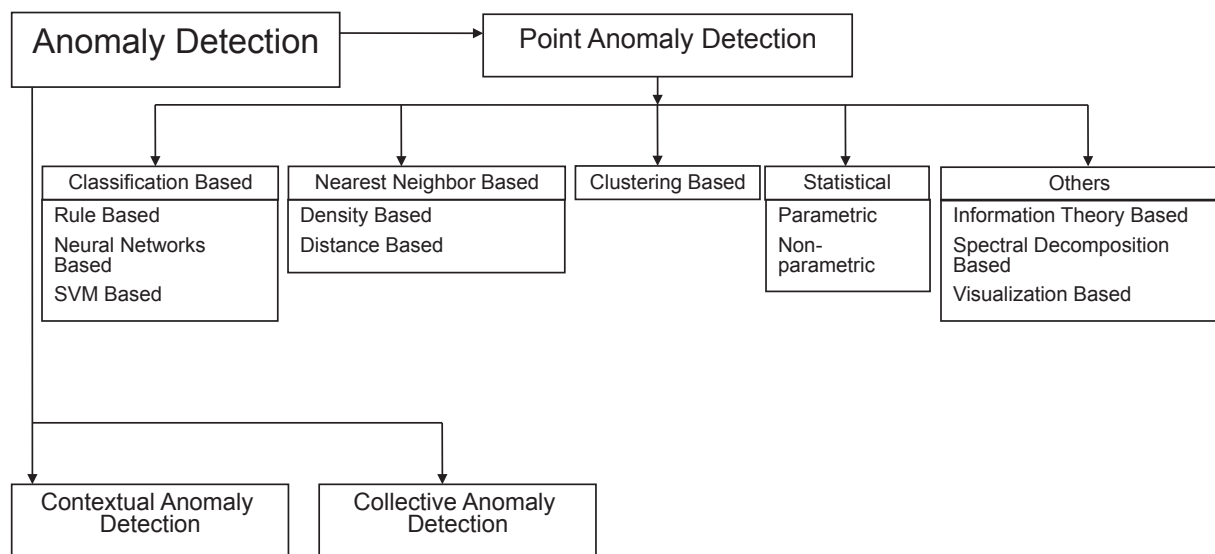 Anomaly Detection
Point Anomaly Detection
Classification Based
Rule Based
Neural Networks
Based
SVM Based
Nearest Neighbor Based
Density Based
Distance Based
Clustering Based
Statistical
Parametric
Non-
parametric
Others
Information Theory Based
Spectral Decomposition
Based
Visualization Based
Contextual Anomaly
Detection
Collective Anomaly
Detection